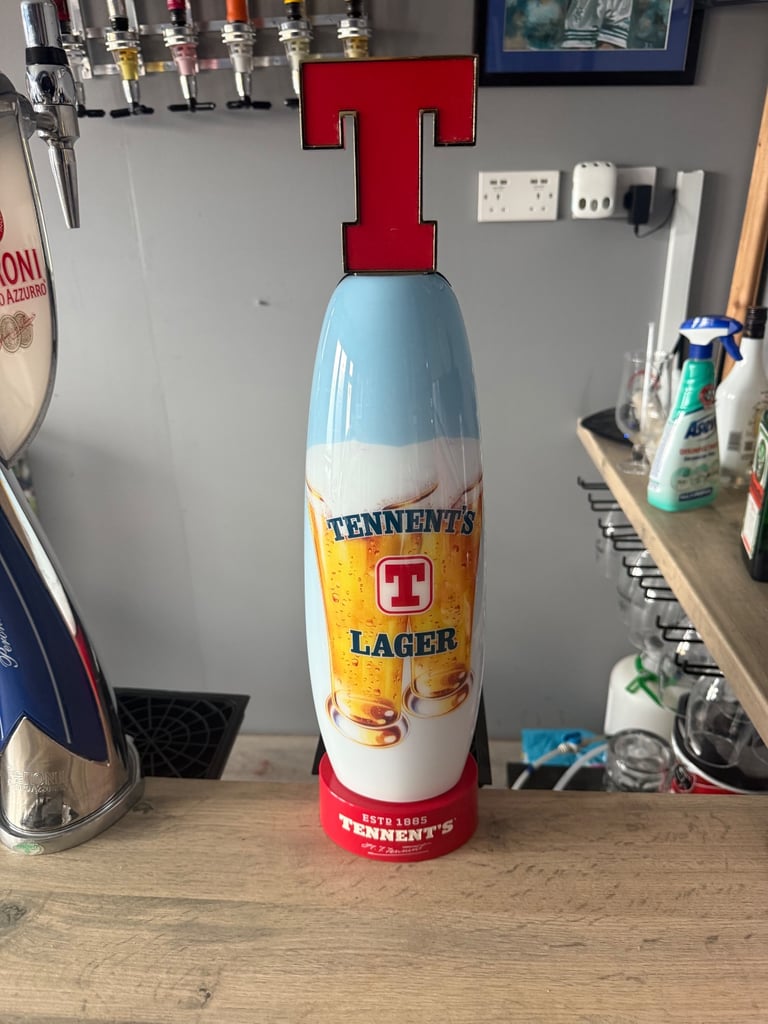 T
RONI
O AZZURRO
TENNENT'S
T
LAGER
ESTD 1885
TENNENT'S